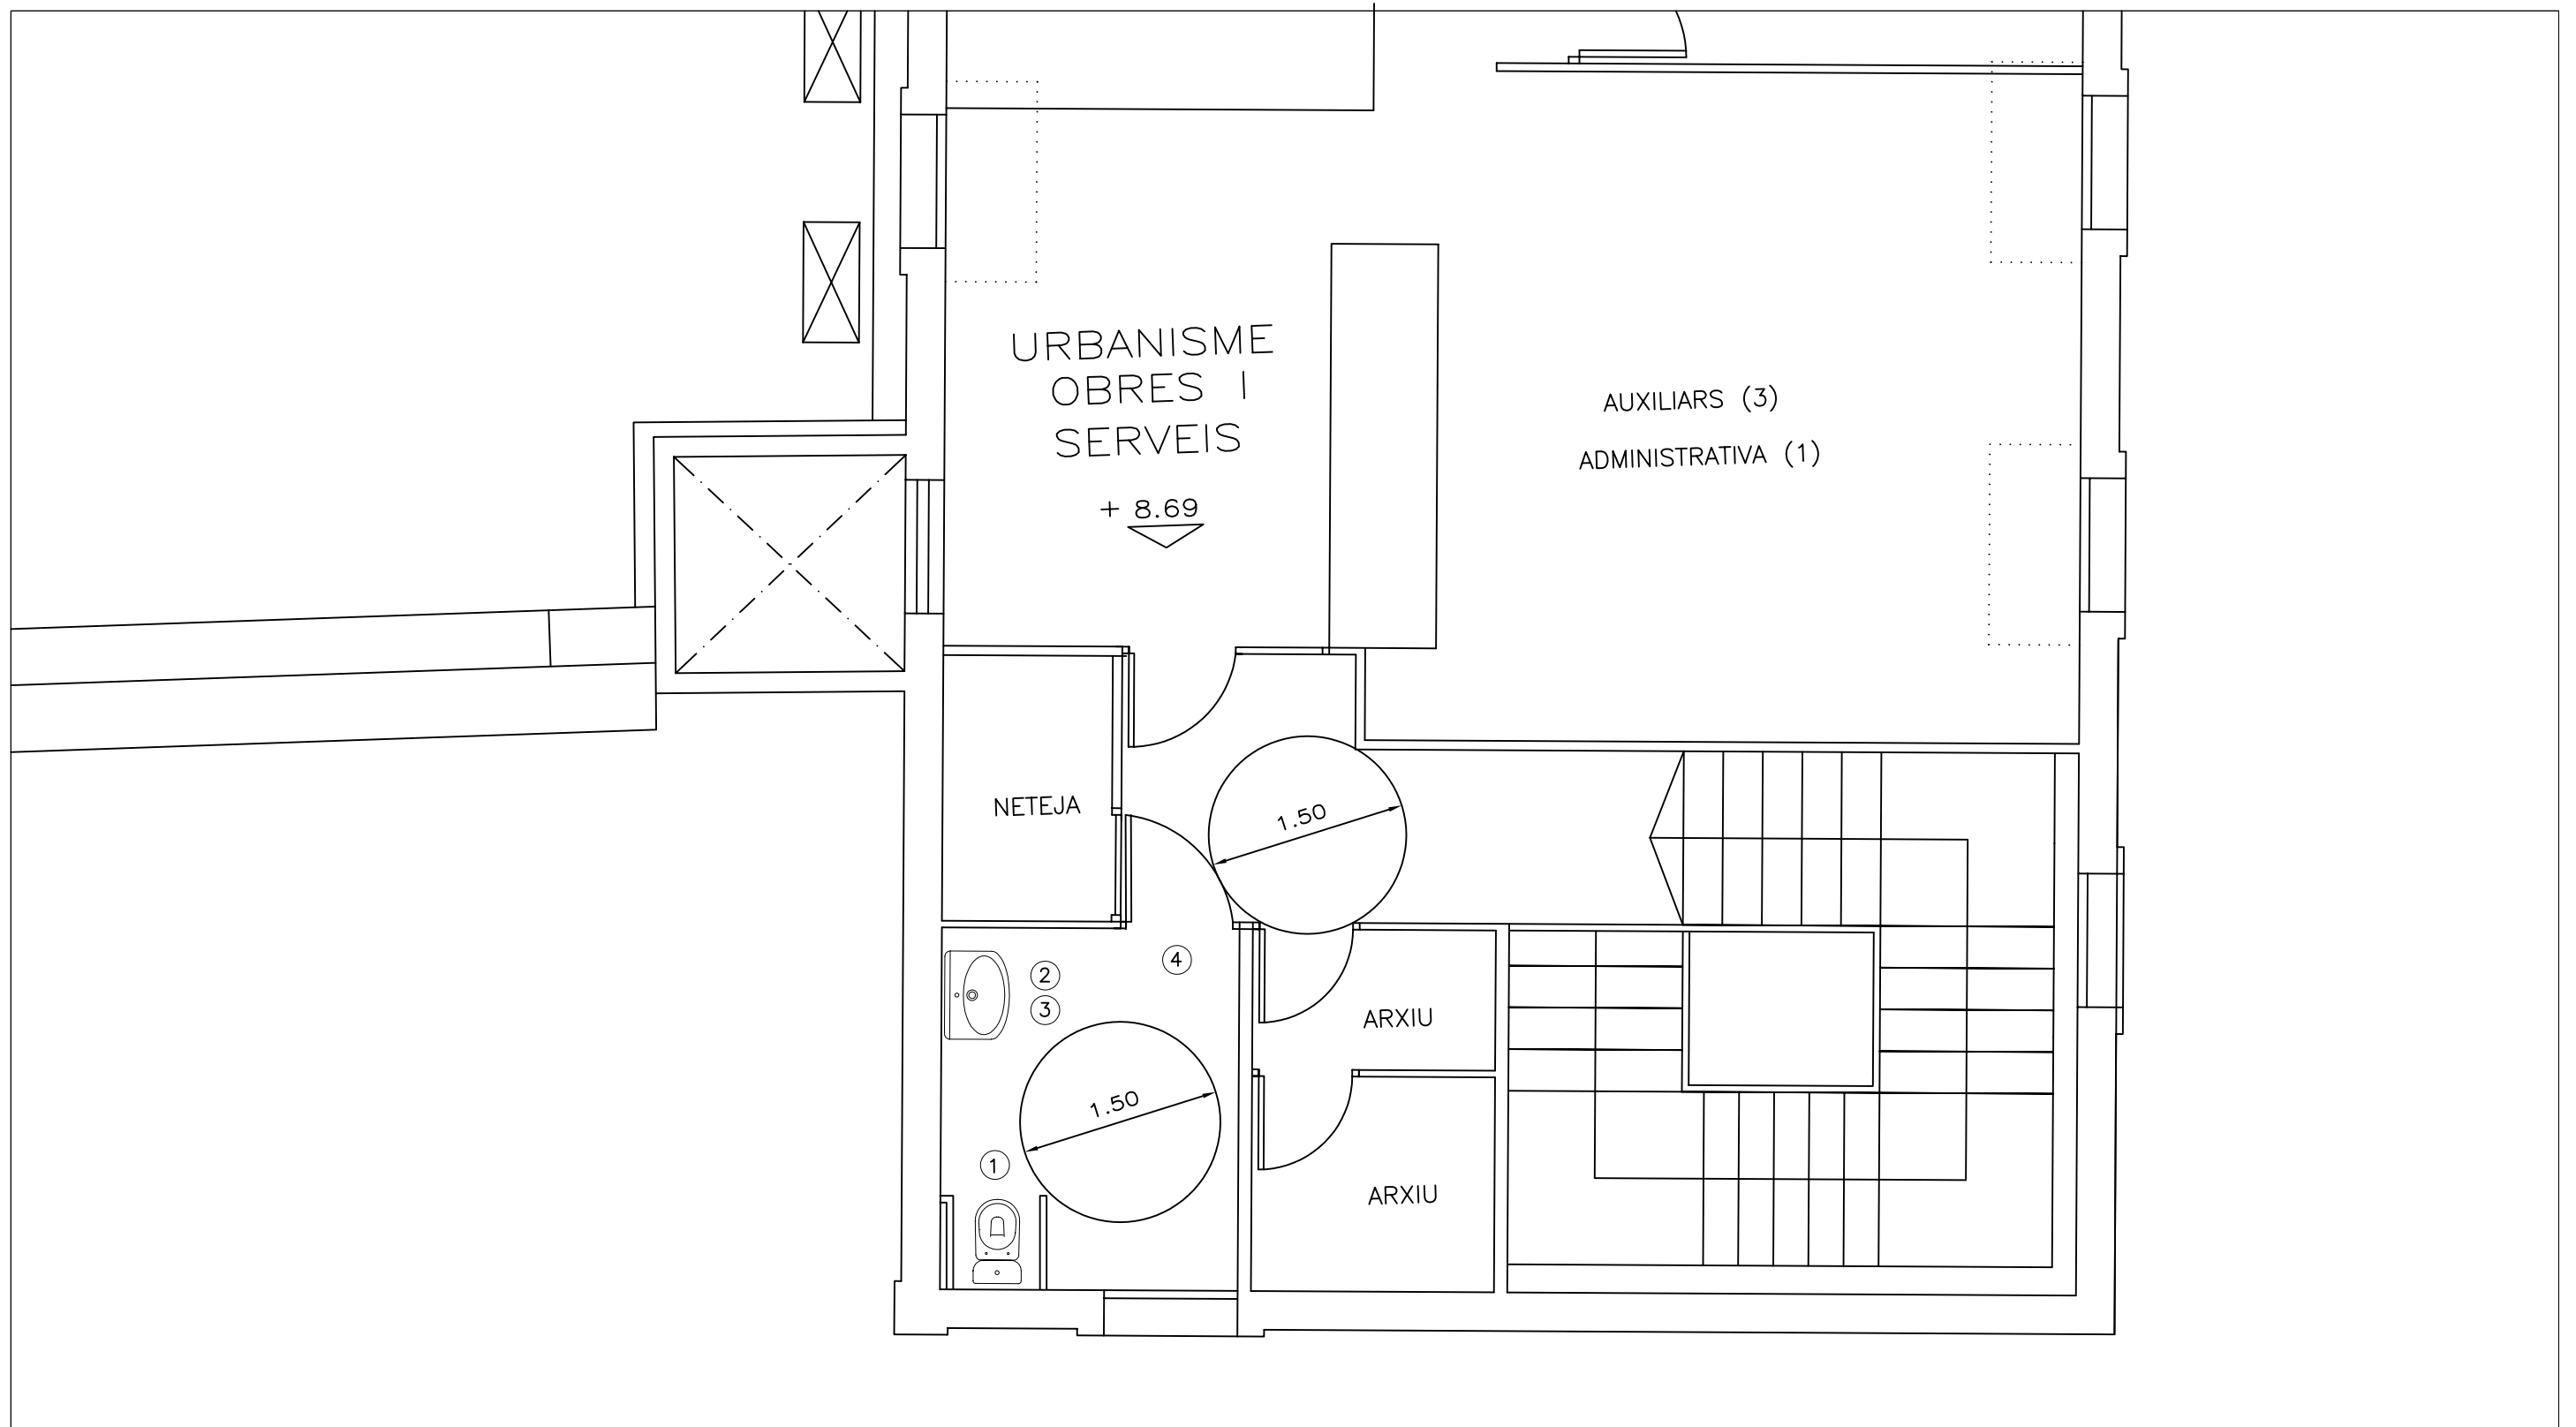 URBANISME
OBRES I
SERVEIS
+ 8.69
AUXILIARS (3)
ADMINISTRATIVA (1)
NETEJA
1.50
4
2
3
ARXIU
1.50
1
ARXIU